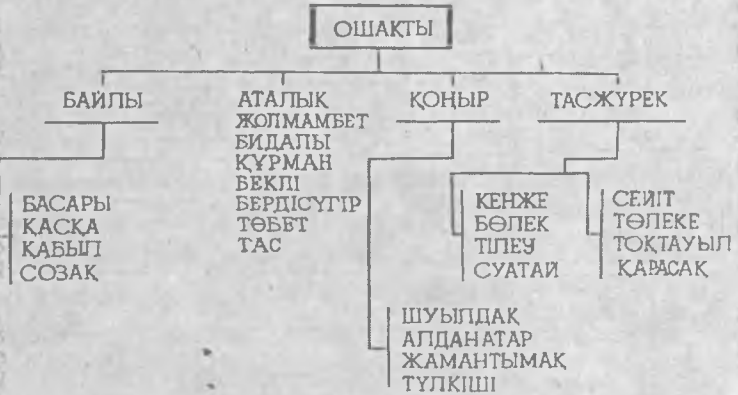 ОШАҚТЫ
БАЙЛЫ
АТАЛЫҚ
ЖОЛМАМБЕТ
БИДАЛЫ
ҚҰРМАН
БЕКЛІ
БЕРДІСҮГІР
ТӨБЕТ
ТАС
ҚОҢЫР
ТАСЖҮРЕК
БАСАРЫ
ҚАСҚА
ҚАБЫЛ
СОЗАҚ
КЕНЖЕ
БӨЛЕК
ТІЛЕУ
СУАТАЙ
СЕЙІТ
ТӨЛЕКЕ
ТОҚТАУЫЛ
ҚАРАСАҚ
ШУЫЛДАҚ
АЛДАНАТАР
ЖАМАНТЫМАҚ
ТҮЛКІШІ